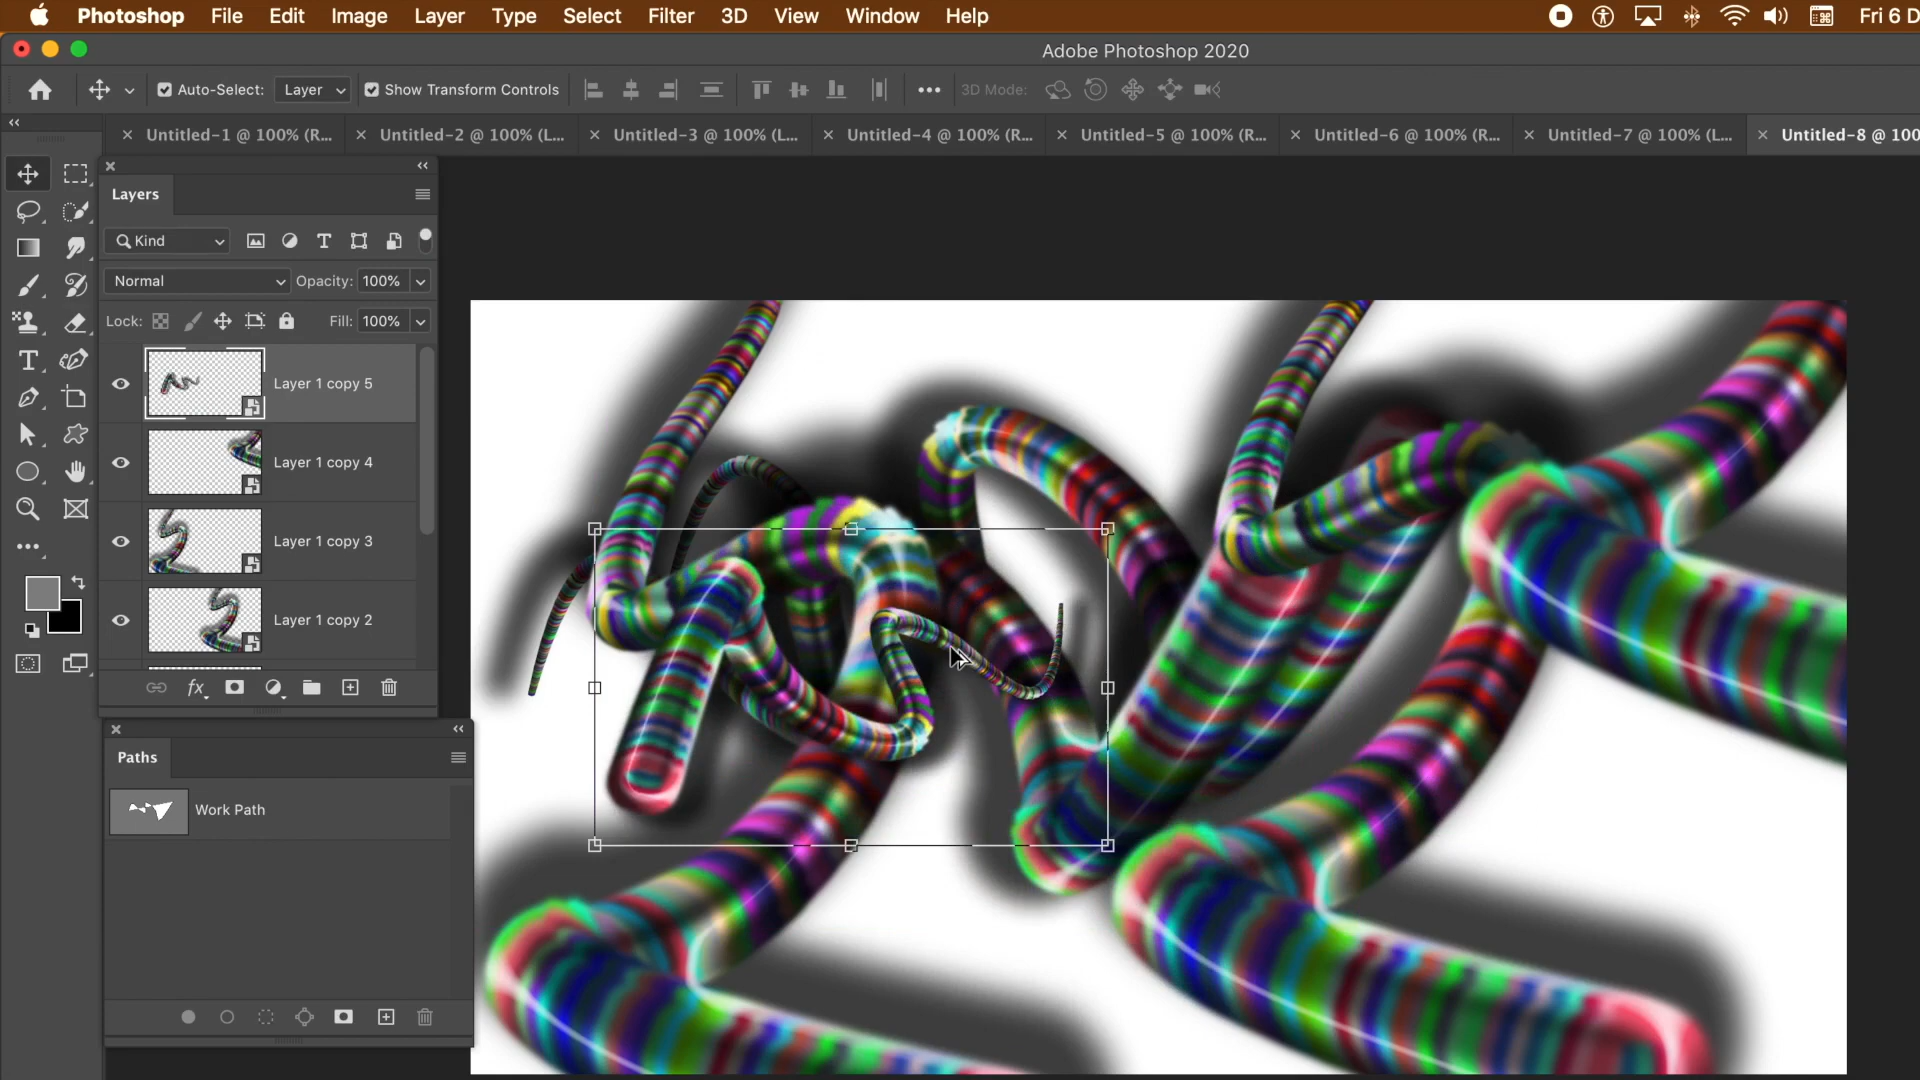 Photoshop File Edit Image Layer Type Select Filter 3D View Window Help Fri 6 D
Adobe Photoshop 2020
Auto-Select: Layer Show Transform Controls 3D Mode:
Untitled-1 @ 100% (R... Untitled-2 @ 100% (L... Untitled-3 @ 100% (L... Untitled-4 @ 100% (R... Untitled-5 @ 100% (R... Untitled-6 @ 100% (R... Untitled-7 @ 100% (L... Untitled-8 @ 100
Layers
Kind
Normal Opacity: 100%
Lock: Fill: 100%
Layer 1 copy 5
Layer 1 copy 4
Layer 1 copy 3
Layer 1 copy 2
Paths
Work Path